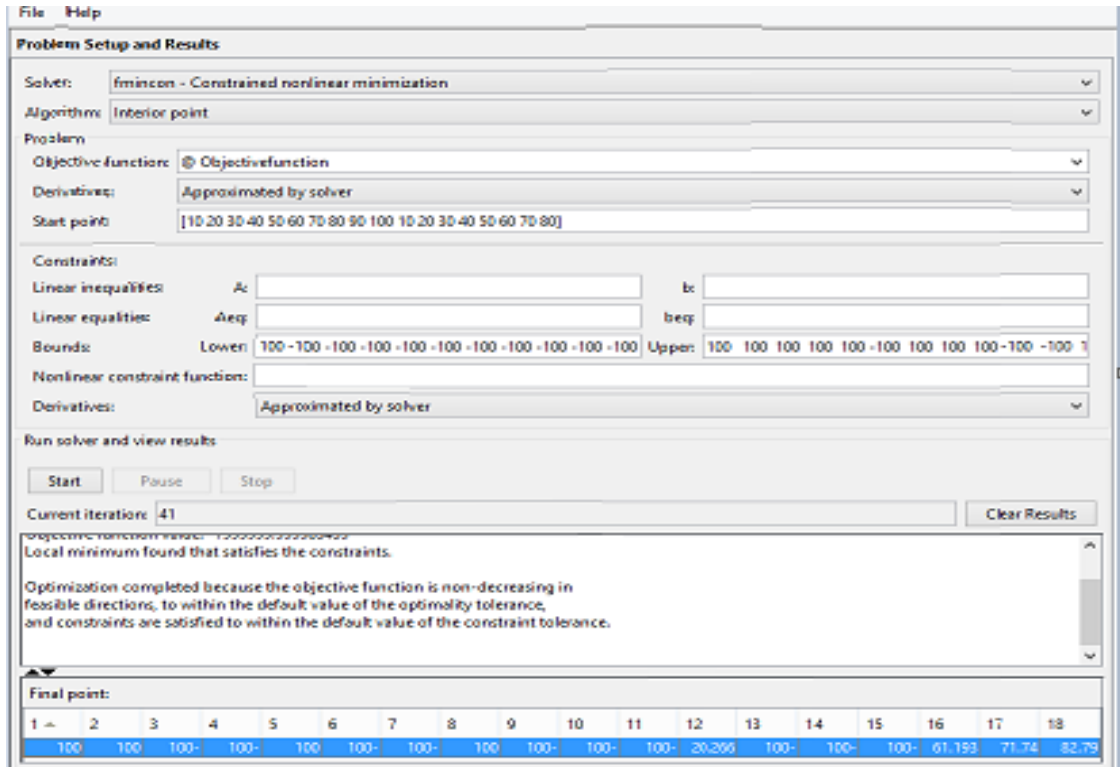 File Help
Problem Setup and Results
Solver: fmincon - Constrained nonlinear minimization
Algorithm: Interior point
Problem
Objective function: @ Objectivefunction
Derivatives: Approximated by solver
Start point: [10 20 30 40 50 60 70 80 90 100 10 20 30 40 50 60 70 80]
Constraints:
Linear inequalities: A: b:
Linear equalities: Aeq: beq:
Bounds: Lower: 100 -100 -100 -100 -100 -100 -100 -100 -100 -100 -100 -100 Upper: 100 100 100 100 100 -100 100 100 100 -100 -100 1
Nonlinear constraint function:
Derivatives: Approximated by solver
Run solver and view results
Start Pause Stop
Current iteration: 41 Clear Results
Objective function value:
Local minimum found that satisfies the constraints.
Optimization completed because the objective function is non-decreasing in
feasible directions, to within the default value of the optimality tolerance,
and constraints are satisfied to within the default value of the constraint tolerance.
Final point:
1 2 3 4 5 6 7 8 9 10 11 12 13 14 15 16 17 18
100 100 100- 100- 100 100- 100- 100 100- 100- 100- 20.266 100- 100- 100- 61.193 71.74 82.79